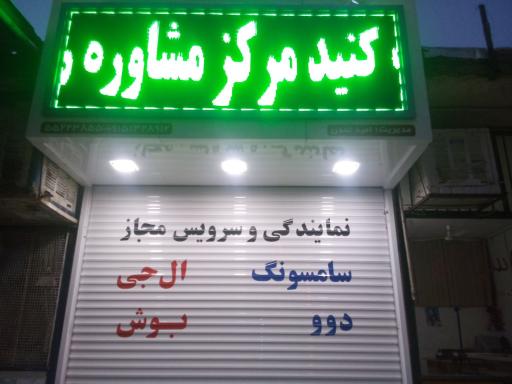 کنید مرکز مشاوره و
نمایندگی و سرویس مجاز
سامسونگ ال جی
دوو بوش